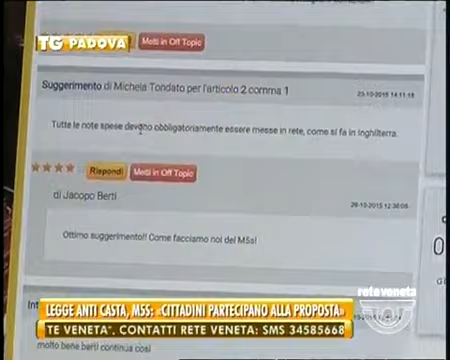 TG PADOVA
Metti in Off Topic
Suggerimento di Michela Tondato per l'articolo 2 comma 1
23-10-2015 14:11:18
Tutte le note spese devono obbligatoriamente essere messe in rete, come si fa in Inghilterra.
Rispondi Metti in Off Topic
di Jacopo Berti
26-10-2015 12:36:05
Ottimo suggerimento!! Come facciamo noi del M5s!
reteveneta
LEGGE ANTI CASTA, M5S: «CITTADINI PARTECIPANO ALLA PROPOSTA»
TE VENETA". CONTATTI RETE VENETA: SMS 34585668
molto bene berti continua così